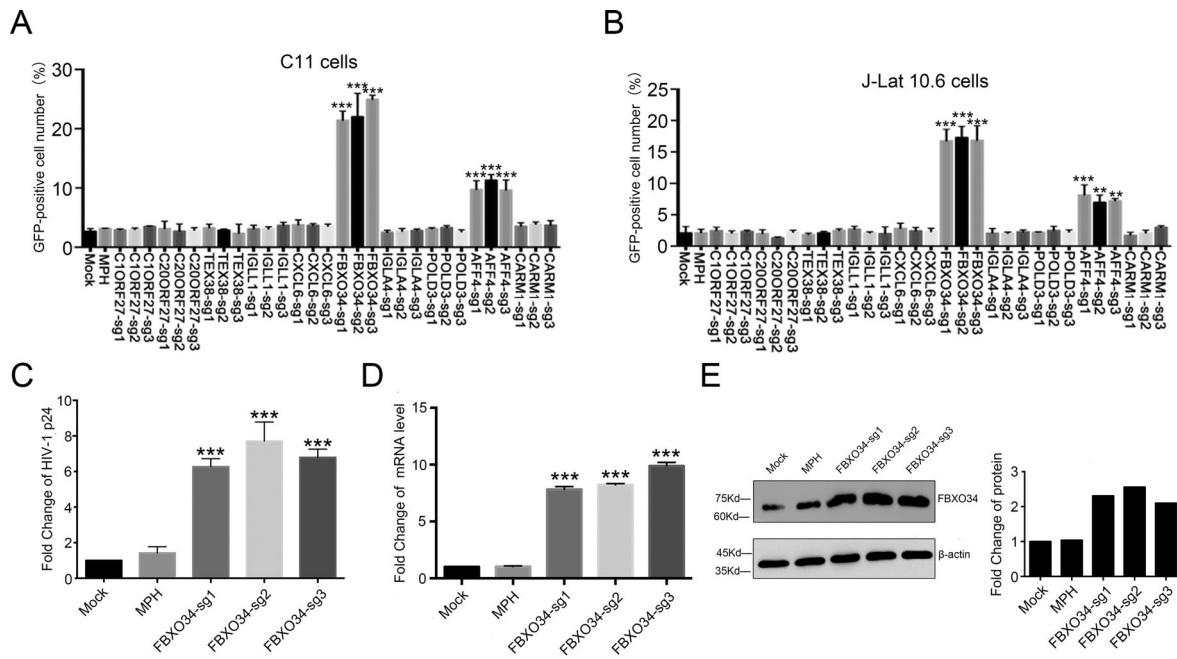 A
C11 cells
GFP-positive cell number (%)
30
20
10
0
***
***
***
***
***
***
Mock
MPH
C1ORF27-sg1
C1ORF27-sg2
C1ORF27-sg3
C20ORF27-sg1
C20ORF27-sg2
C20ORF27-sg3
TEX38-sg1
TEX38-sg2
TEX38-sg3
IGLL1-sg1
IGLL1-sg2
IGLL1-sg3
CXCL6-sg1
CXCL6-sg2
CXCL6-sg3
FBXO34-sg1
FBXO34-sg2
FBXO34-sg3
IGLA4-sg1
IGLA4-sg2
IGLA4-sg3
POLD3-sg1
POLD3-sg2
POLD3-sg3
AFF4-sg1
AFF4-sg2
AFF4-sg3
CARM1-sg1
CARM1-sg2
CARM1-sg3
B
J-Lat 10.6 cells
GFP-positive cell number (%)
25
20
15
10
5
0
***
***
***
***
**
**
Mock
MPH
C1ORF27-sg1
C1ORF27-sg2
C1ORF27-sg3
C20ORF27-sg1
C20ORF27-sg2
C20ORF27-sg3
TEX38-sg1
TEX38-sg2
TEX38-sg3
IGLL1-sg1
IGLL1-sg2
IGLL1-sg3
CXCL6-sg1
CXCL6-sg2
CXCL6-sg3
FBXO34-sg1
FBXO34-sg2
FBXO34-sg3
IGLA4-sg1
IGLA4-sg2
IGLA4-sg3
POLD3-sg1
POLD3-sg2
POLD3-sg3
AFF4-sg1
AFF4-sg2
AFF4-sg3
CARM1-sg1
CARM1-sg2
CARM1-sg3
C
Fold Change of HIV-1 p24
10
8
6
4
2
0
***
***
***
Mock
MPH
FBXO34-sg1
FBXO34-sg2
FBXO34-sg3
D
Fold Change of mRNA level
15
10
5
0
***
***
***
Mock
MPH
FBXO34-sg1
FBXO34-sg2
FBXO34-sg3
E
Mock
MPH
FBXO34-sg1
FBXO34-sg2
FBXO34-sg3
75Kd
60Kd
FBXO34
45Kd
35Kd
β-actin
Fold Change of protein
3
2
1
0
Mock
MPH
FBXO34-sg1
FBXO34-sg2
FBXO34-sg3